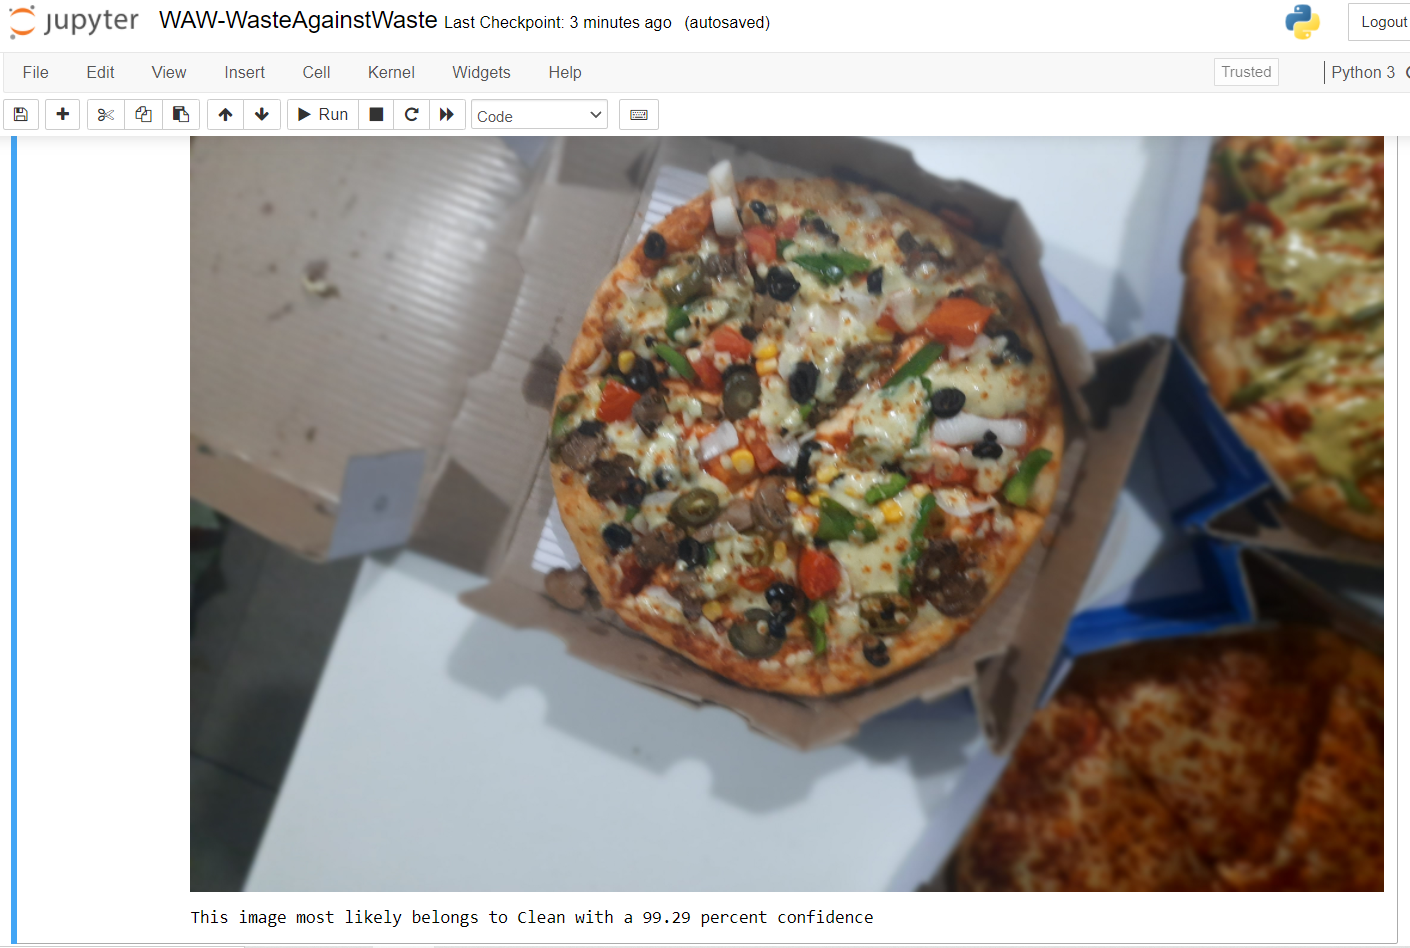 jupyter WAW-WasteAgainstWaste Last Checkpoint: 3 minutes ago (autosaved) Logout
File Edit View Insert Cell Kernel Widgets Help Trusted Python 3
Run Code
This image most likely belongs to Clean with a 99.29 percent confidence